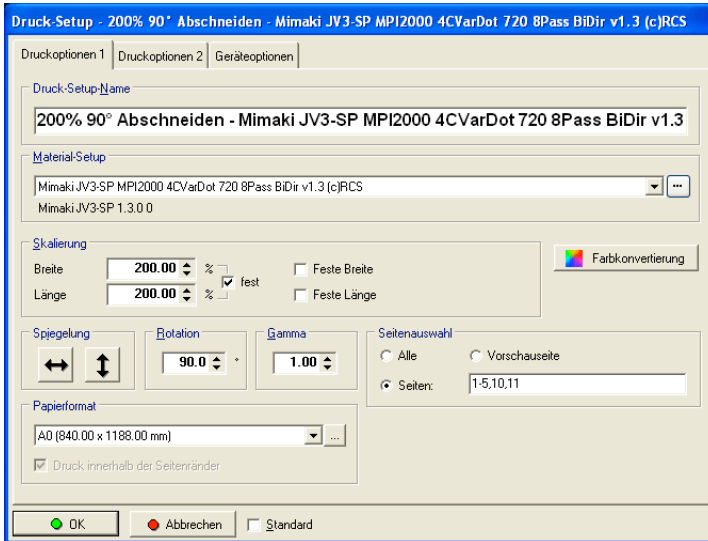 Druck-Setup - 200% 90° Abschneiden - Mimaki JV3-SP MPI2000 4CVarDot 720 8Pass BiDir v1.3 (c)RCS
Druckoptionen 1 Druckoptionen 2 Geräteoptionen
Druck-Setup-Name
200% 90° Abschneiden - Mimaki JV3-SP MPI2000 4CVarDot 720 8Pass BiDir v1.3
Material-Setup
Mimaki JV3-SP MPI2000 4CVarDot 720 8Pass BiDir v1.3 (c)RCS ...
Mimaki JV3-SP 1.3.0 0
Skalierung
Breite 200.00 % Feste Breite Farbkonvertierung
fest
Länge 200.00 % Feste Länge
Spiegelung Rotation Gamma Seitenauswahl
Alle Vorschauseite
90.0 ° 1.00
Seiten: 1-5,10,11
Papierformat
A0 (840.00 x 1188.00 mm) ...
Druck innerhalb der Seitenränder
OK Abbrechen Standard